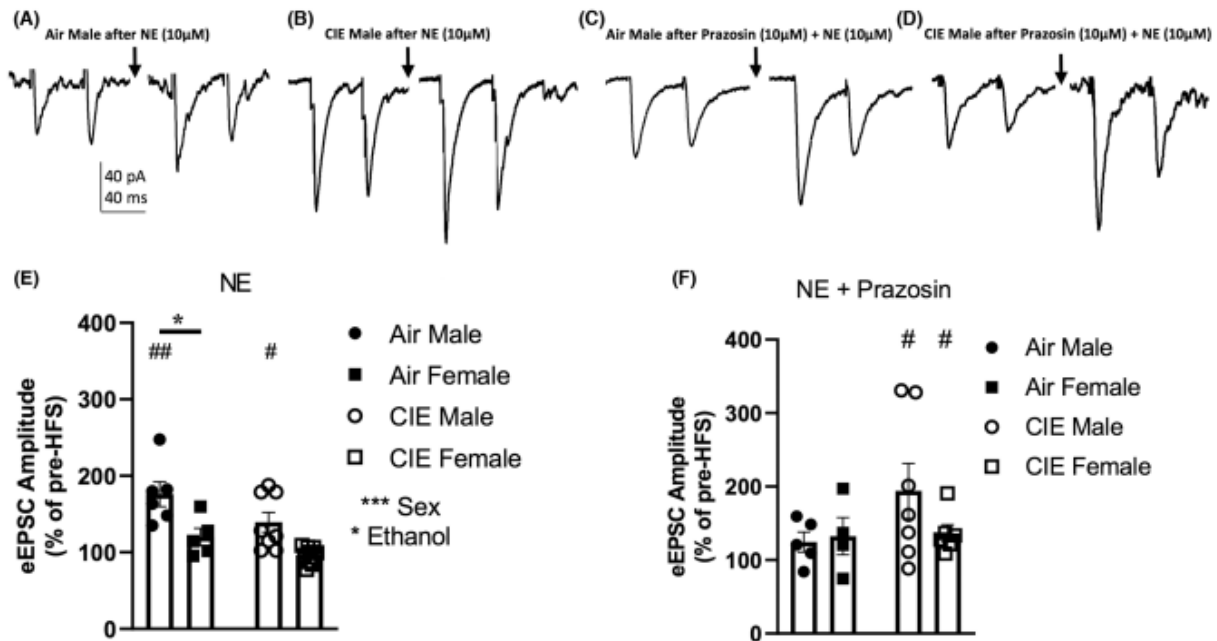 (A)
Air Male after NE (10µM)
(B)
CIE Male after NE (10µM)
(C)
Air Male after Prazosin (10µM) + NE (10µM)
(D)
CIE Male after Prazosin (10µM) + NE (10µM)
40 pA
40 ms
(E)
NE
eEPSC Amplitude
(% of pre-HFS)
400
300
200
100
0
##
*
#
Air Male
Air Female
CIE Male
CIE Female
*** Sex
* Ethanol
(F)
NE + Prazosin
eEPSC Amplitude
(% of pre-HFS)
400
300
200
100
0
#
#
Air Male
Air Female
CIE Male
CIE Female